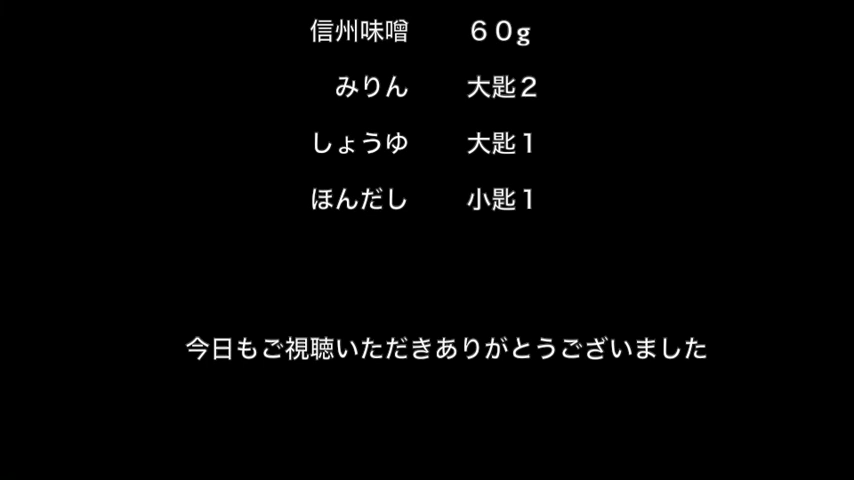 信州味噌 60g
みりん 大匙2
しょうゆ 大匙1
ほんだし 小匙1
今日もご視聴いただきありがとうございました